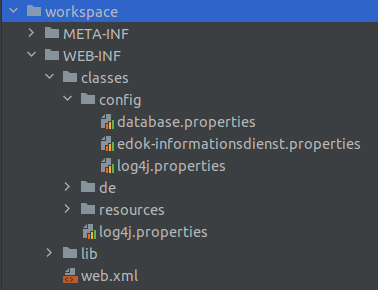 workspace
META-INF
WEB-INF
classes
config
database.properties
edok-informationsdienst.properties
log4j.properties
de
resources
log4j.properties
lib
web.xml